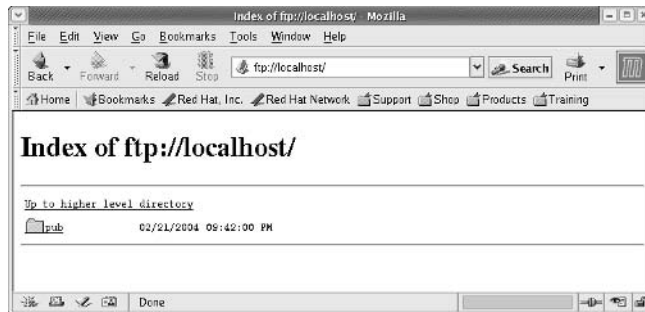 Index of ftp://localhost/ - Mozilla
File Edit View Go Bookmarks Tools Window Help
Back Forward Reload Stop ftp://localhost/ Search Print
Home Bookmarks Red Hat, Inc. Red Hat Network Support Shop Products Training
Index of ftp://localhost/
Up to higher level directory
pub 02/21/2004 09:42:00 PM
Done